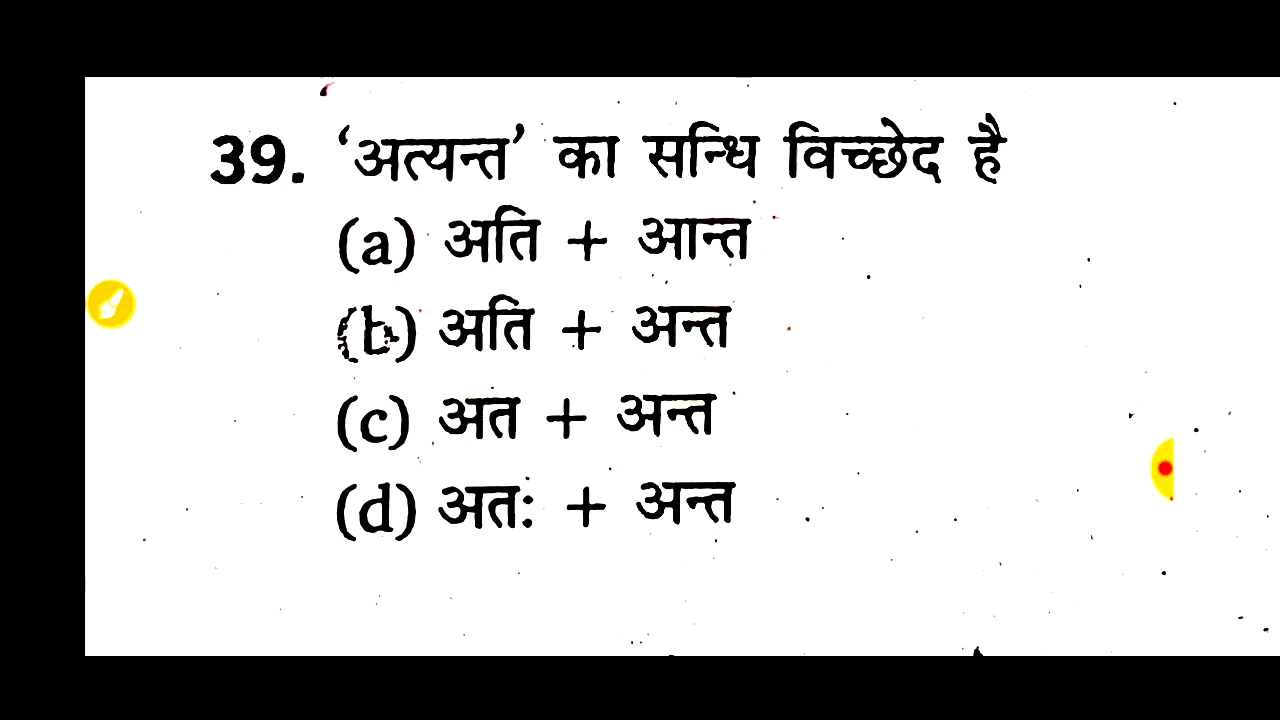 39. ‘अत्यन्त’ का सन्धि विच्छेद है
(a) अति + आन्त
(b) अति + अन्त
(c) अत + अन्त
(d) अत: + अन्त